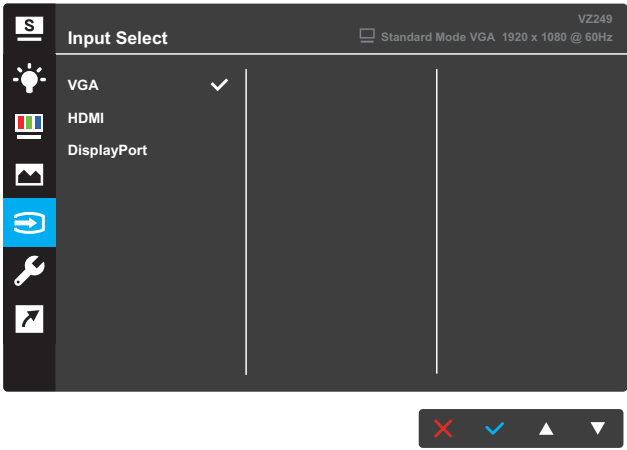 S
VZ249
Input Select
Standard Mode VGA 1920 x 1080 @ 60Hz
VGA
HDMI
DisplayPort